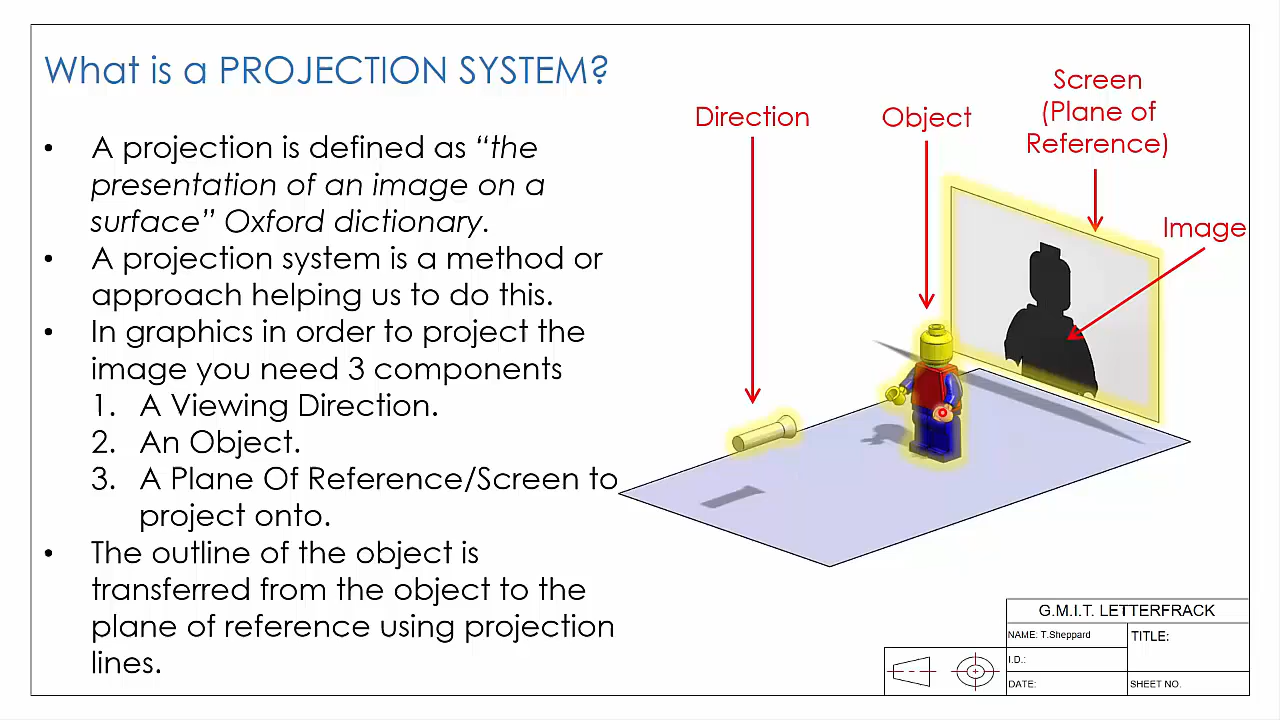 What is a PROJECTION SYSTEM?
• A projection is defined as “the
presentation of an image on a
surface” Oxford dictionary.
• A projection system is a method or
approach helping us to do this.
• In graphics in order to project the
image you need 3 components
1. A Viewing Direction.
2. An Object.
3. A Plane Of Reference/Screen to
project onto.
• The outline of the object is
transferred from the object to the
plane of reference using projection
lines.
Direction
Object
Screen
(Plane of
Reference)
Image
G.M.I.T. LETTERFRACK
NAME: T.Sheppard
TITLE:
I.D.:
DATE:
SHEET NO.